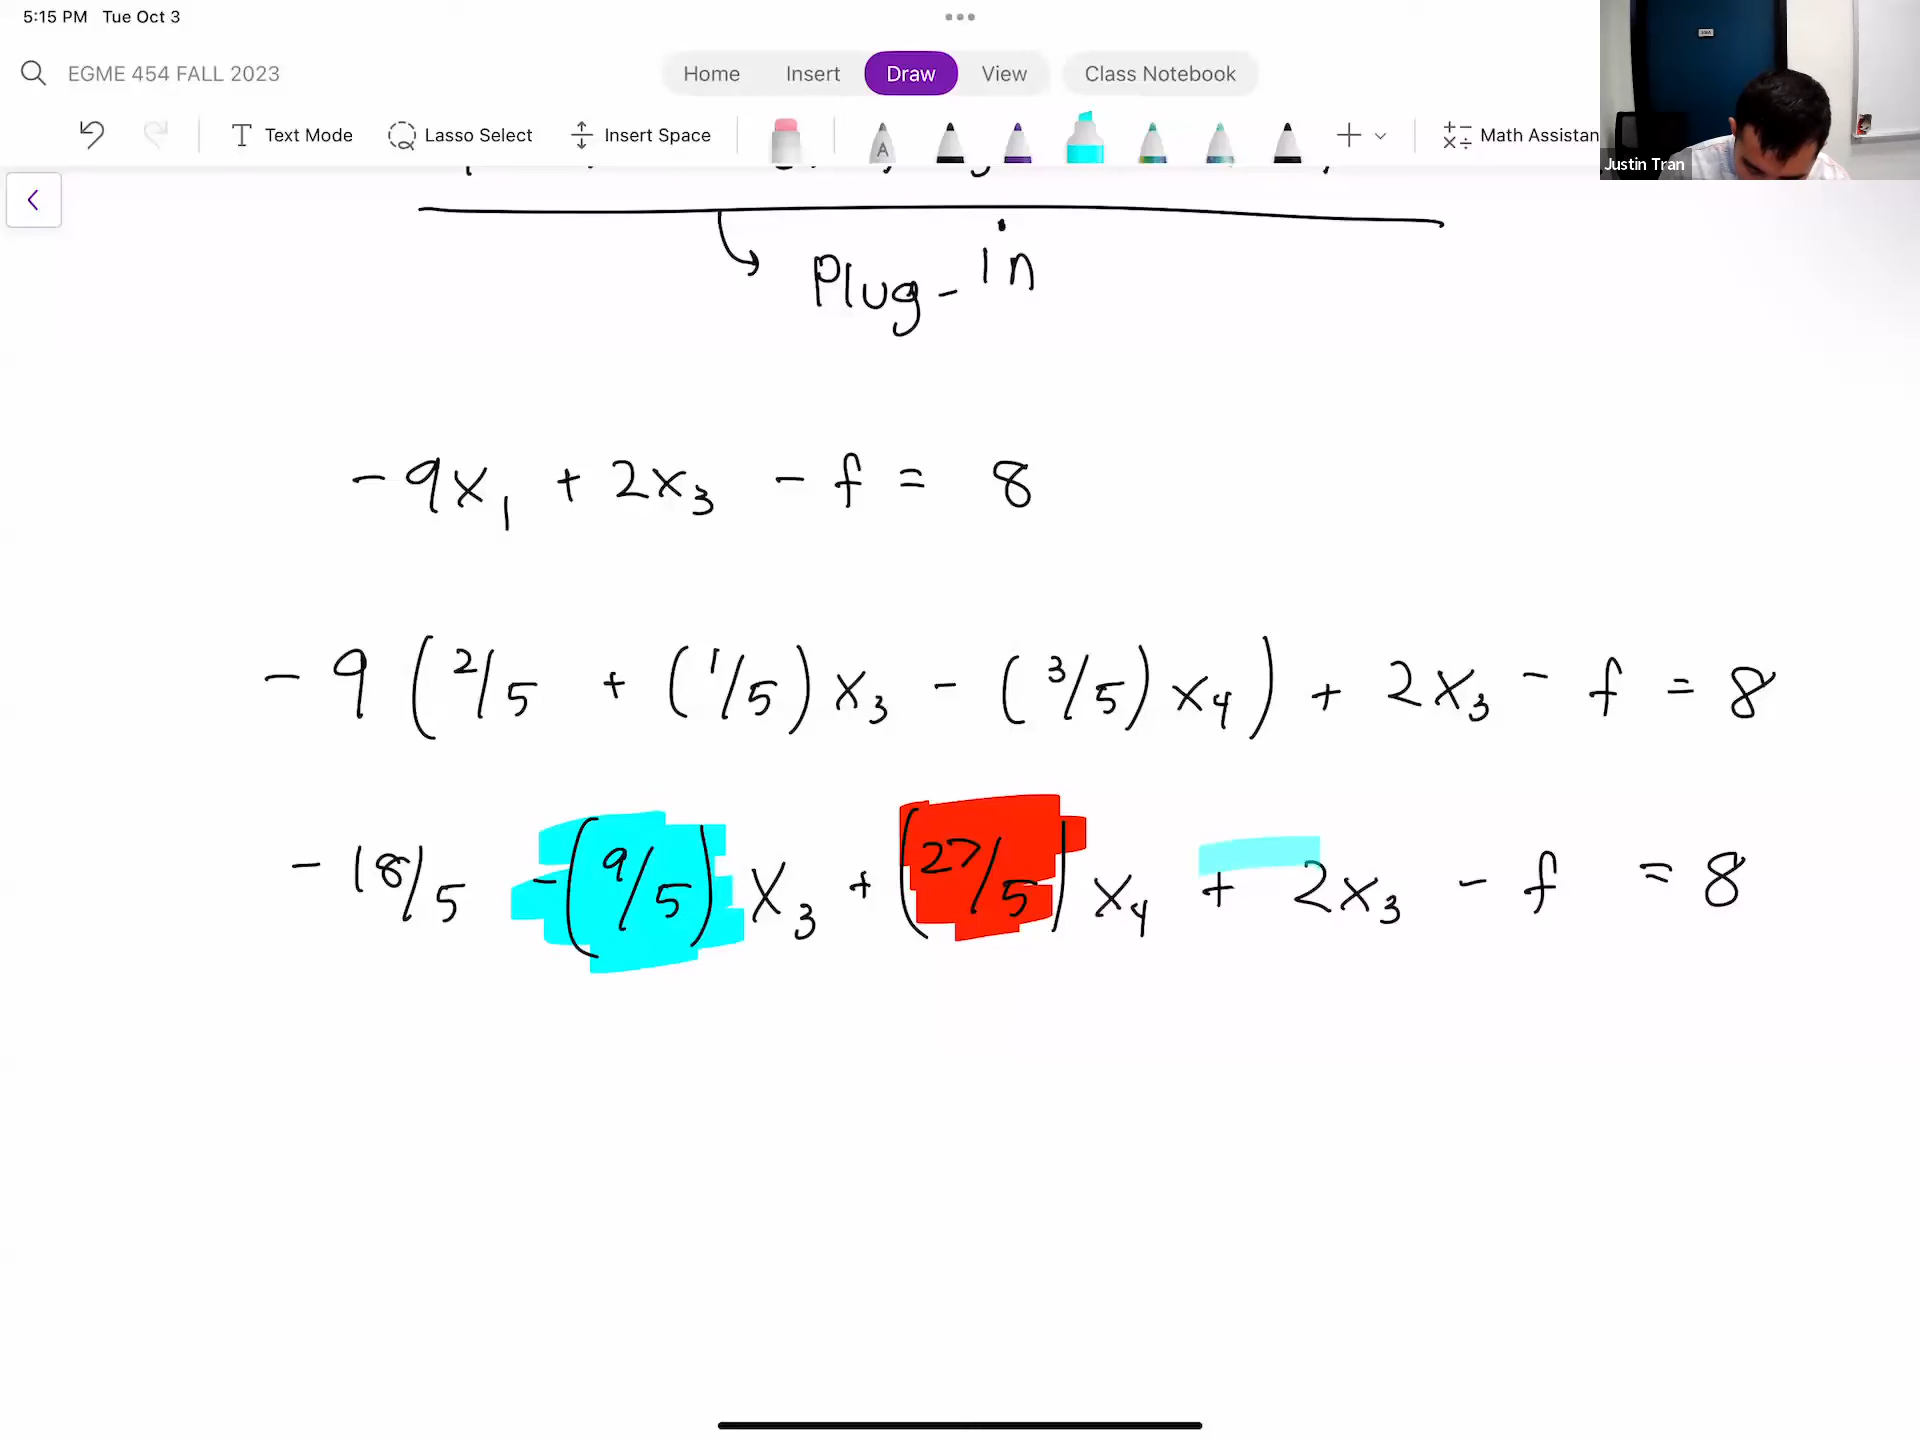 5:15 PM Tue Oct 3
EGME 454 FALL 2023
Home Insert Draw View Class Notebook
Text Mode Lasso Select Insert Space A Math Assistan
Justin Tran
Plug-in
-9x₁ + 2x₃ - f = 8
-9 (2/5 + (1/5) x₃ - (3/5) x₄) + 2x₃ - f = 8
-18/5 -(9/5) x₃ + (27/5) x₄ + 2x₃ - f = 8